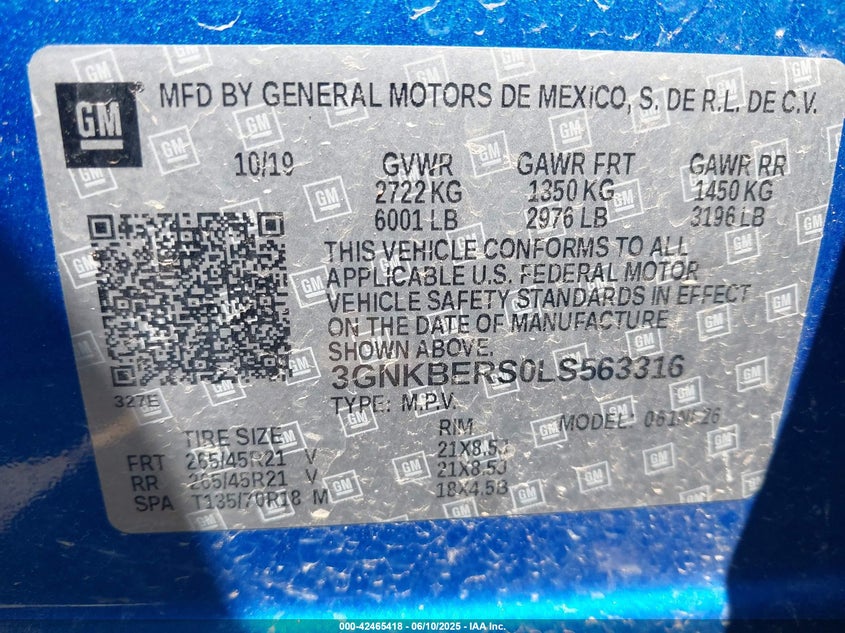 GM MFD BY GENERAL MOTORS DE MEXICO, S. DE R.L. DE C.V.
10/19 GVWR GAWR FRT GAWR RR
2722 KG 1350 KG 1450 KG
6001 LB 2976 LB 3196 LB
THIS VEHICLE CONFORMS TO ALL
APPLICABLE U.S. FEDERAL MOTOR
VEHICLE SAFETY STANDARDS IN EFFECT
ON THE DATE OF MANUFACTURE
SHOWN ABOVE.
3GNKBERS0LS563316
327E TYPE: M.P.V. MODEL:
TIRE SIZE RIM
FRT 265/45R21 V 21X8.5J
RR 265/45R21 V 21X8.5J
SPA T135/70R18 M 18X4.5B
000-42465418 - 06/10/2025 - IAA Inc.